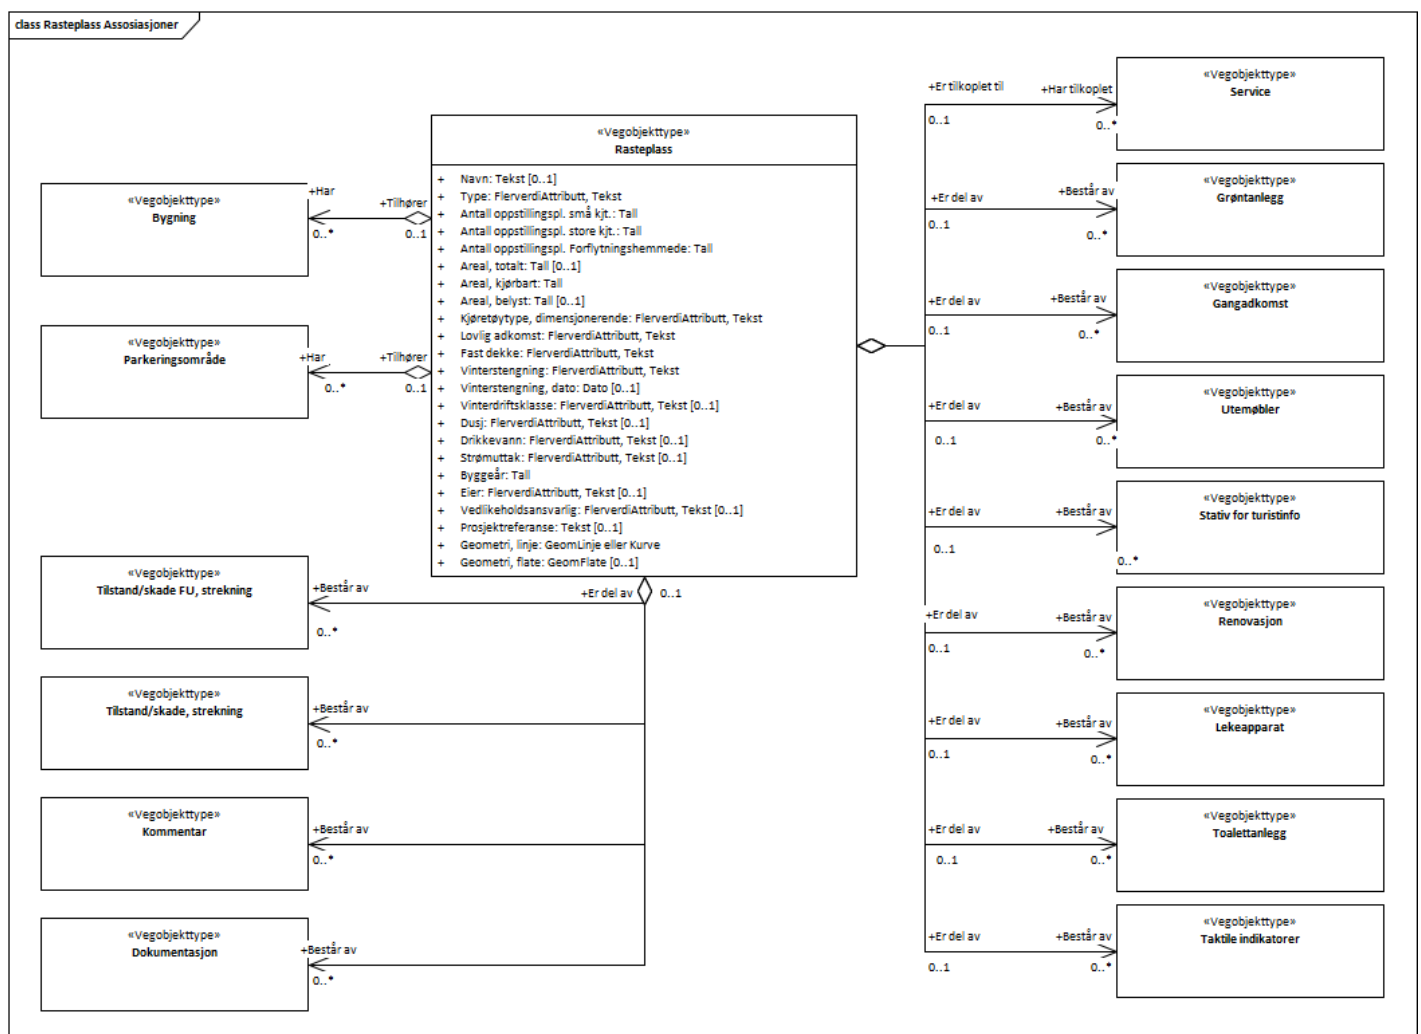 class Rasteplass Assosiasjoner
«Vegobjekttype»
Rasteplass
+ Navn: Tekst [0..1]
+ Type: FlerverdiAttributt, Tekst
+ Antall oppstillingspl. små kjt.: Tall
+ Antall oppstillingspl. store kjt.: Tall
+ Antall oppstillingspl. Forflytningshemmede: Tall
+ Areal, totalt: Tall [0..1]
+ Areal, kjørbart: Tall
+ Areal, belyst: Tall [0..1]
+ Kjøretøytype, dimensjonerende: FlerverdiAttributt, Tekst
+ Lovlig adkomst: FlerverdiAttributt, Tekst
+ Fast dekke: FlerverdiAttributt, Tekst
+ Vinterstengning: FlerverdiAttributt, Tekst
+ Vinterstengning, dato: Dato [0..1]
+ Vinterdriftsklasse: FlerverdiAttributt, Tekst [0..1]
+ Dusj: FlerverdiAttributt, Tekst [0..1]
+ Drikkevann: FlerverdiAttributt, Tekst [0..1]
+ Strømuttak: FlerverdiAttributt, Tekst [0..1]
+ Byggeår: Tall
+ Eier: FlerverdiAttributt, Tekst [0..1]
+ Vedlikeholdsansvarlig: FlerverdiAttributt, Tekst [0..1]
+ Prosjektreferanse: Tekst [0..1]
+ Geometri, linje: GeomLinje eller Kurve
+ Geometri, flate: GeomFlate [0..1]
«Vegobjekttype»
Bygning
+Har
0..*
+Tilhører
0..1
«Vegobjekttype»
Parkeringsområde
+Har
0..*
+Tilhører
0..1
+Er del av
0..1
«Vegobjekttype»
Tilstand/skade FU, strekning
+Består av
0..*
«Vegobjekttype»
Tilstand/skade, strekning
+Består av
0..*
«Vegobjekttype»
Kommentar
+Består av
0..*
«Vegobjekttype»
Dokumentasjon
+Består av
0..*
+Er tilkoplet til
0..1
+Har tilkoplet
0..*
«Vegobjekttype»
Service
+Er del av
0..1
+Består av
0..*
«Vegobjekttype»
Grøntanlegg
+Er del av
0..1
+Består av
0..*
«Vegobjekttype»
Gangadkomst
+Er del av
0..1
+Består av
0..*
«Vegobjekttype»
Utemøbler
+Er del av
0..1
+Består av
0..*
«Vegobjekttype»
Stativ for turistinfo
+Er del av
0..1
+Består av
0..*
«Vegobjekttype»
Renovasjon
+Er del av
0..1
+Består av
0..*
«Vegobjekttype»
Lekeapparat
+Er del av
0..1
+Består av
0..*
«Vegobjekttype»
Toalettanlegg
+Er del av
0..1
+Består av
0..*
«Vegobjekttype»
Taktile indikatorer